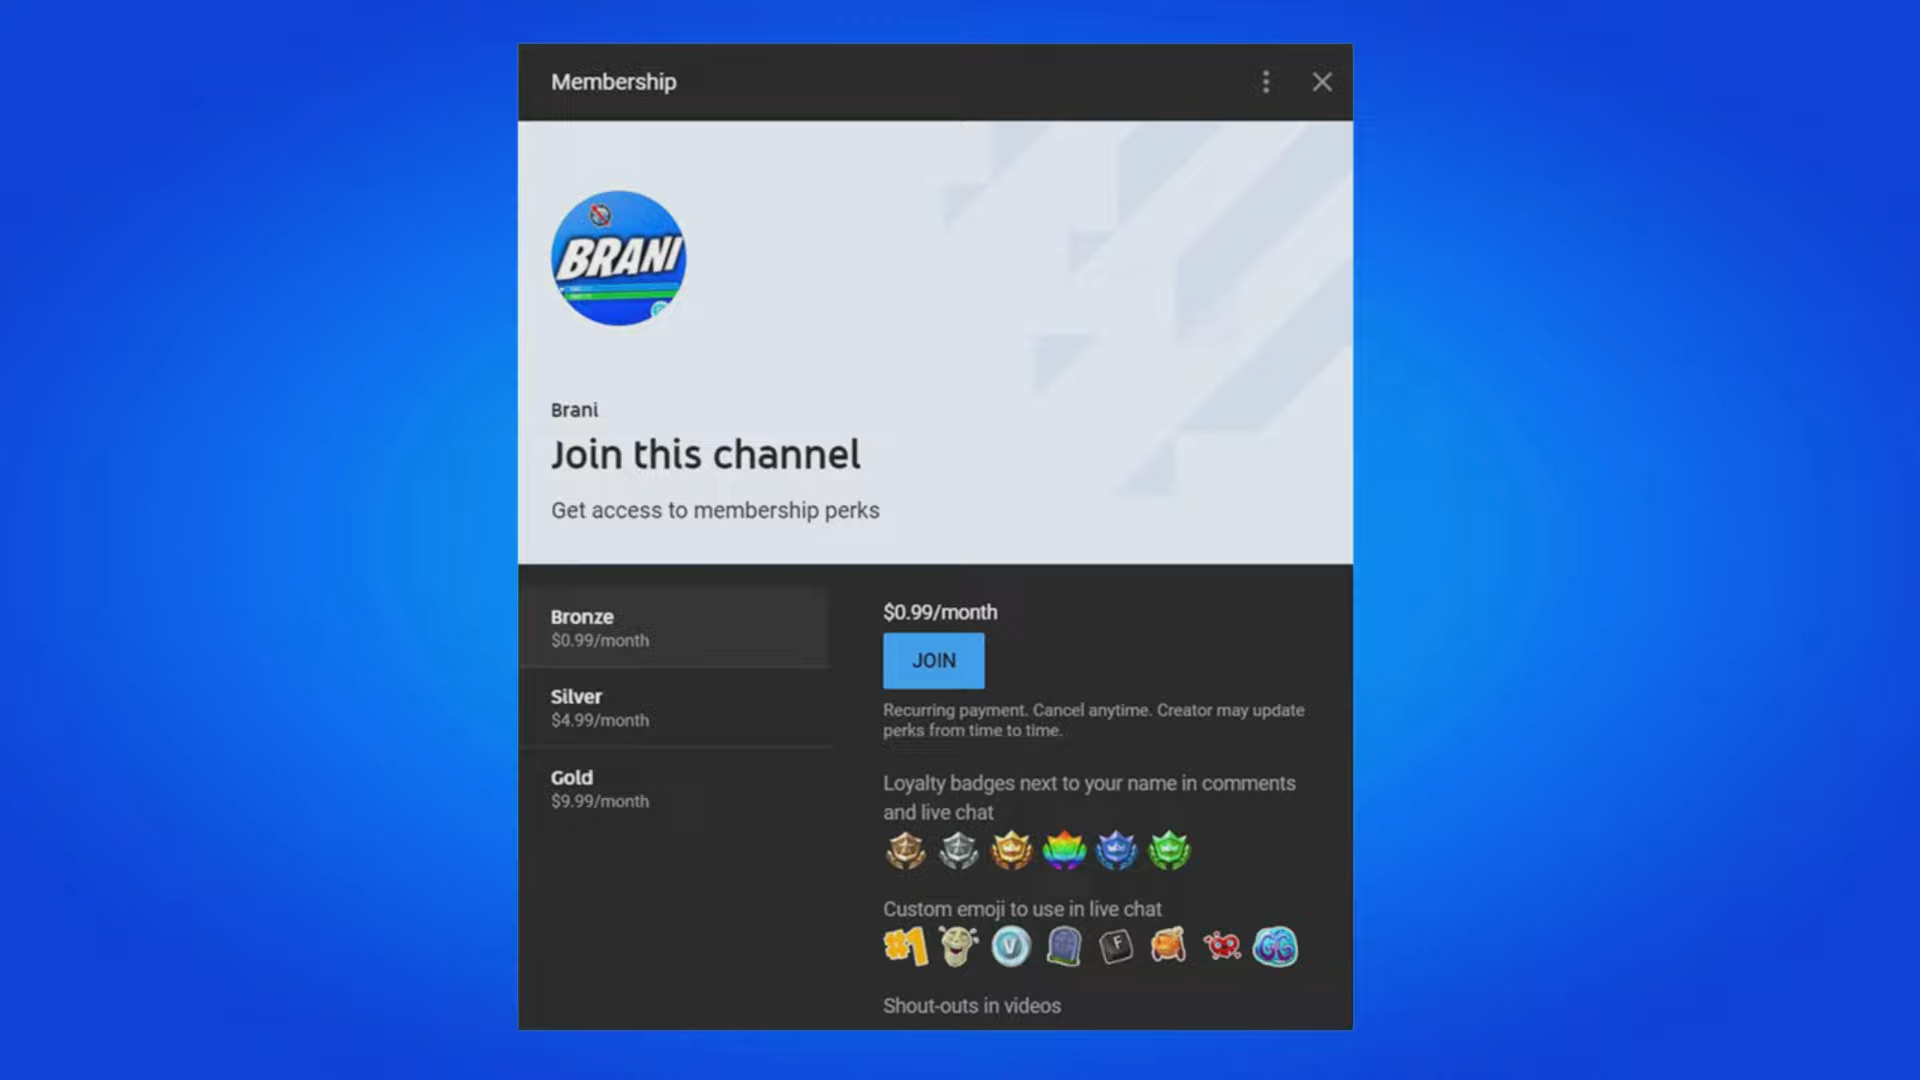 Membership
BRANI
Brani
Join this channel
Get access to membership perks
Bronze
$0.99/month
Silver
$4.99/month
Gold
$9.99/month
$0.99/month
JOIN
Recurring payment. Cancel anytime. Creator may update
perks from time to time.
Loyalty badges next to your name in comments
and live chat
Custom emoji to use in live chat
#1
V
F
GG
Shout-outs in videos